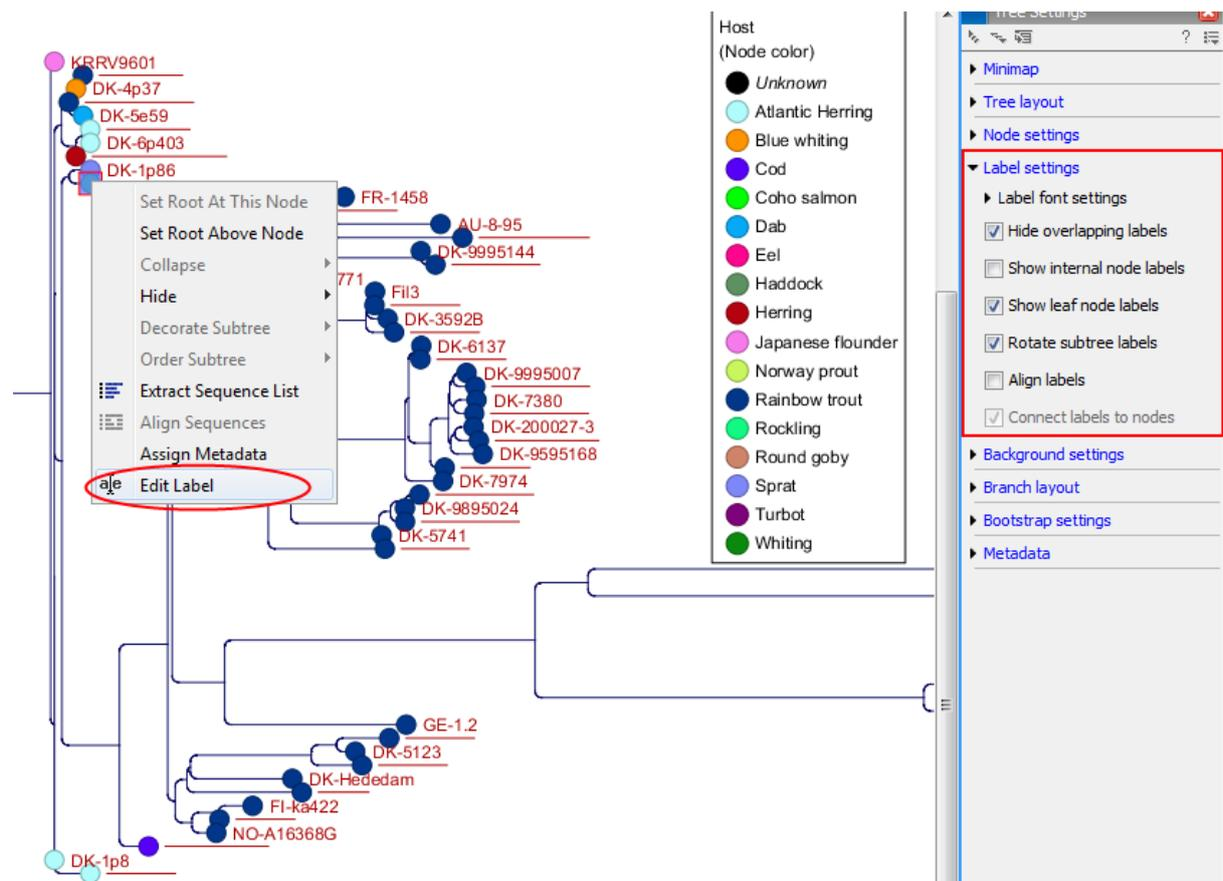 KRRV9601
DK-4p37
DK-5e59
DK-6p403
DK-1p86
Set Root At This Node
Set Root Above Node
Collapse
Hide
Decorate Subtree
Order Subtree
Extract Sequence List
Align Sequences
Assign Metadata
Edit Label
FR-1458
AU-8-95
DK-9995144
771
Fil3
DK-3592B
DK-6137
DK-9995007
DK-7380
DK-200027-3
DK-9595168
DK-7974
DK-9895024
DK-5741
GE-1.2
DK-5123
DK-Hededam
FI-ka422
NO-A16368G
DK-1p8
Host
(Node color)
Unknown
Atlantic Herring
Blue whiting
Cod
Coho salmon
Dab
Eel
Haddock
Herring
Japanese flounder
Norway prout
Rainbow trout
Rockling
Round goby
Sprat
Turbot
Whiting
Tree Settings
?
Minimap
Tree layout
Node settings
Label settings
Label font settings
Hide overlapping labels
Show internal node labels
Show leaf node labels
Rotate subtree labels
Align labels
Connect labels to nodes
Background settings
Branch layout
Bootstrap settings
Metadata